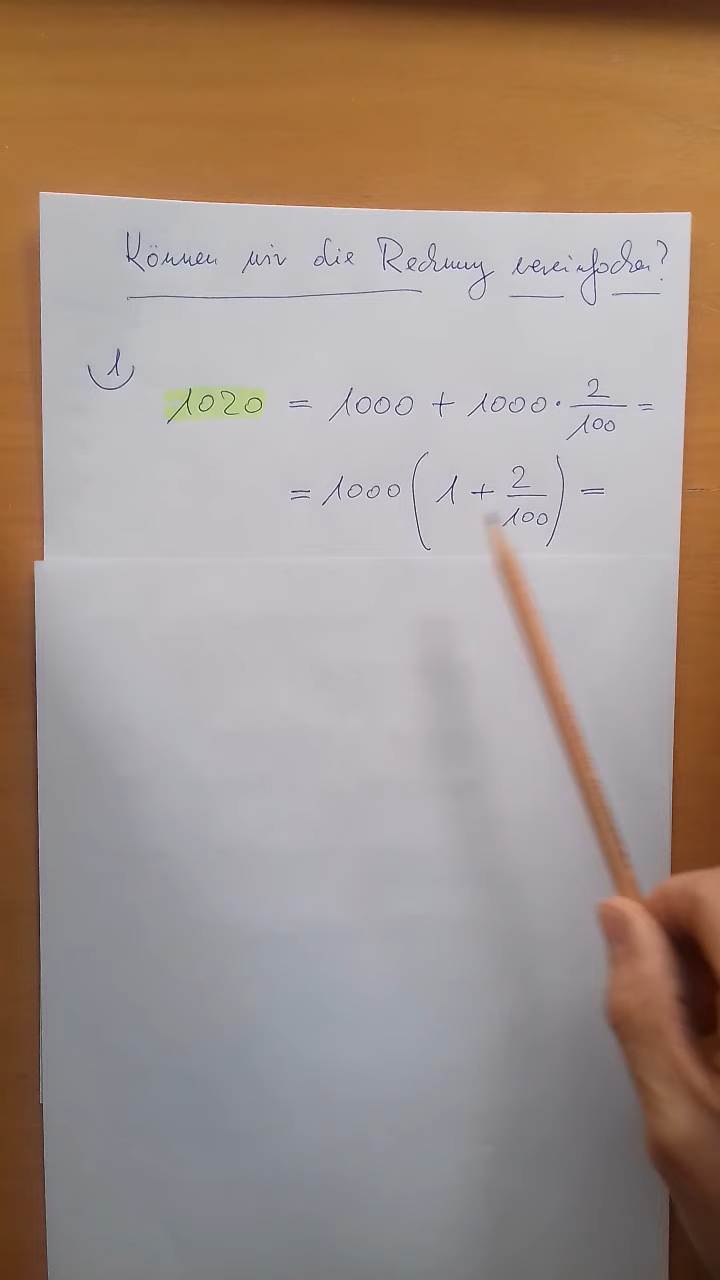 Können wir die Rechnung vereinfachen?
1
1020 = 1000 + 1000 · 2/100 =
= 1000 (1 + 2/100) =